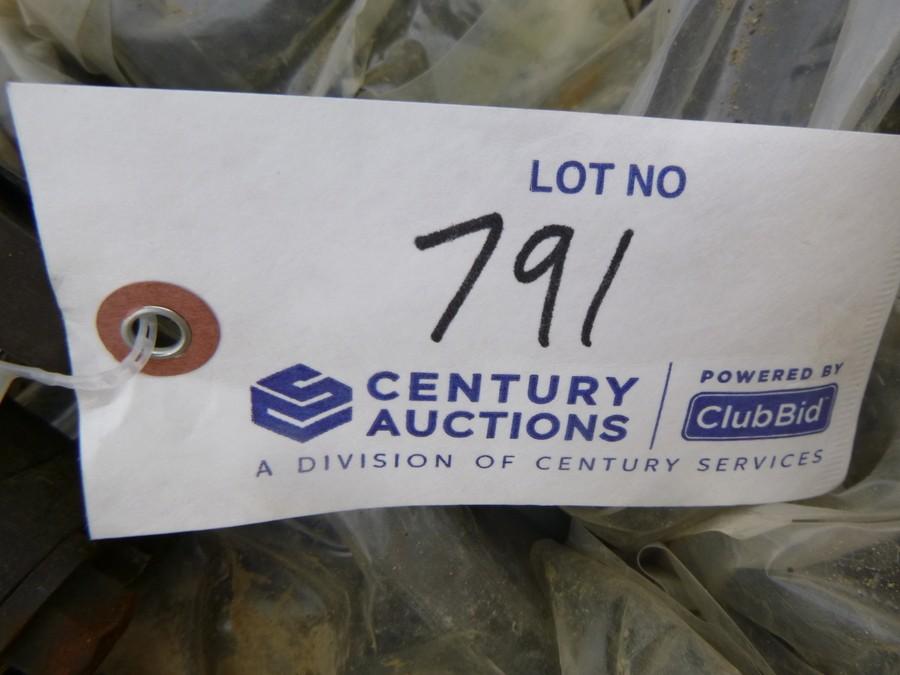 LOT NO
791
CENTURY
AUCTIONS
POWERED BY
ClubBid
A DIVISION OF CENTURY SERVICES